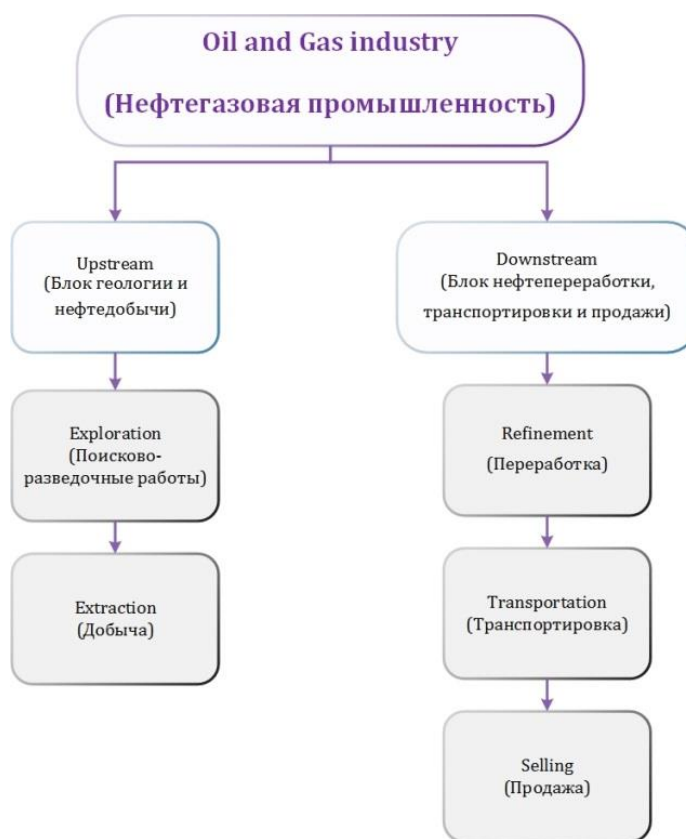 Oil and Gas industry
(Нефтегазовая промышленность)
Upstream
(Блок геологии и
нефтедобычи)
Exploration
(Поисково-
разведочные работы)
Extraction
(Добыча)
Downstream
(Блок нефтепереработки,
транспортировки и продажи)
Refinement
(Переработка)
Transportation
(Транспортировка)
Selling
(Продажа)